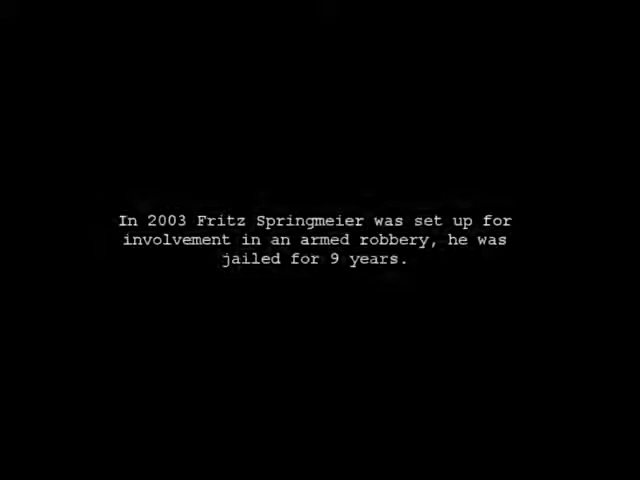 In 2003 Fritz Springmeier was set up for
involvement in an armed robbery, he was
jailed for 9 years.